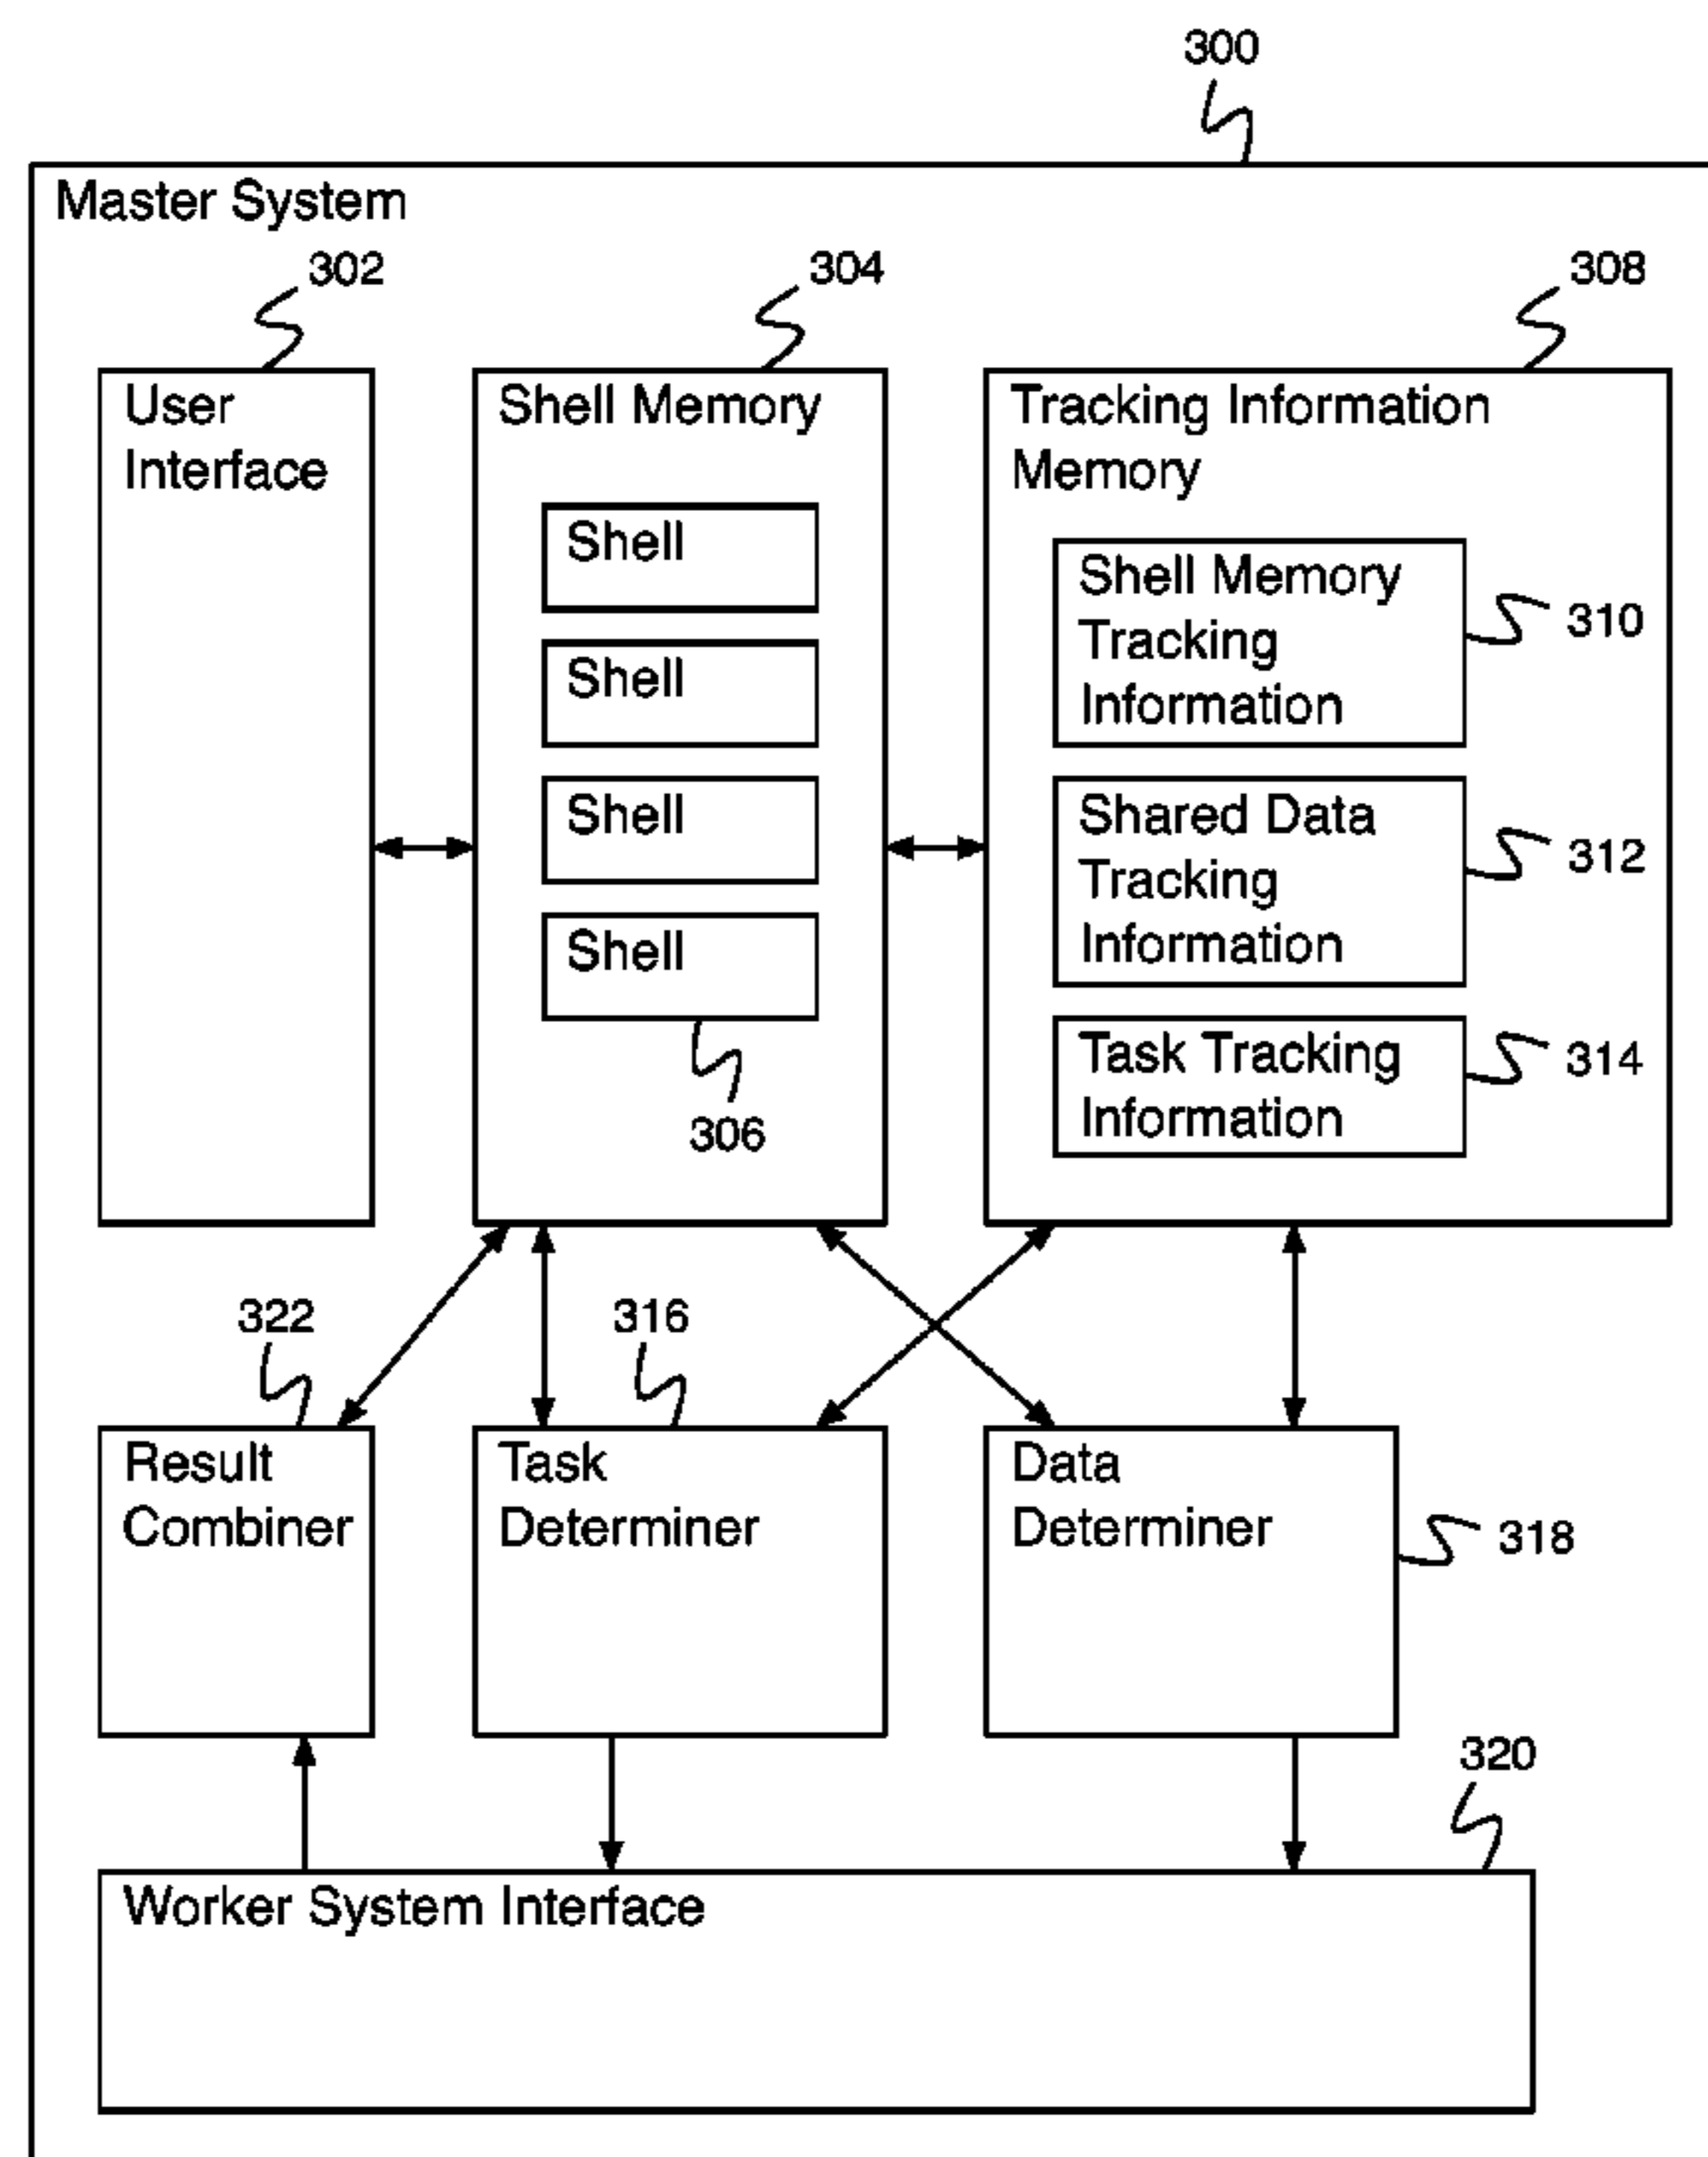 300
Master System
302
304
308
User
Interface
Shell Memory
Shell
Shell
Shell
Shell
306
Tracking Information
Memory
Shell Memory
Tracking
Information
310
Shared Data
Tracking
Information
312
Task Tracking
Information
314
322
316
Result
Combiner
Task
Determiner
Data
Determiner
318
320
Worker System Interface